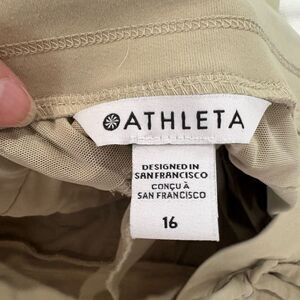 ATHLETA
DESIGNED IN
SAN FRANCISCO
CONÇU À
SAN FRANCISCO
16